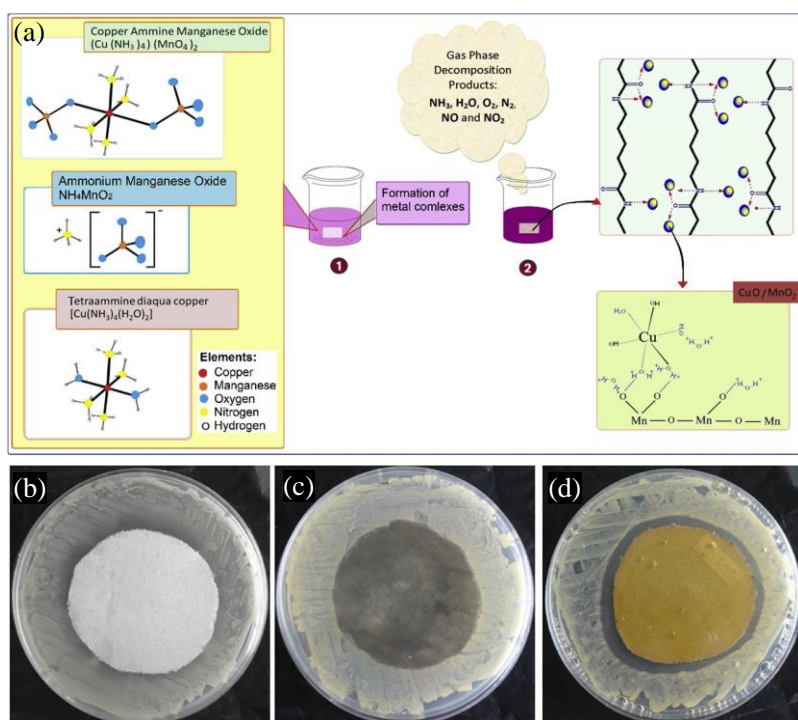 (a)
Copper Ammine Manganese Oxide
(Cu (NH₃ )₄) (MnO₄ )₂
Ammonium Manganese Oxide
NH₄MnO₂
+
−
Tetraammine diaqua copper
[Cu(NH₃)₄(H₂O)₂]
Elements:
Copper
Manganese
Oxygen
Nitrogen
Hydrogen
Formation of
metal comlexes
1
Gas Phase
Decomposition
Products:
NH₃, H₂O, O₂, N₂,
NO and NO₂
2
CuO/MnO₂
OH
H₂O
Cu
OH
Mn — O — Mn — O — Mn
(b)
(c)
(d)